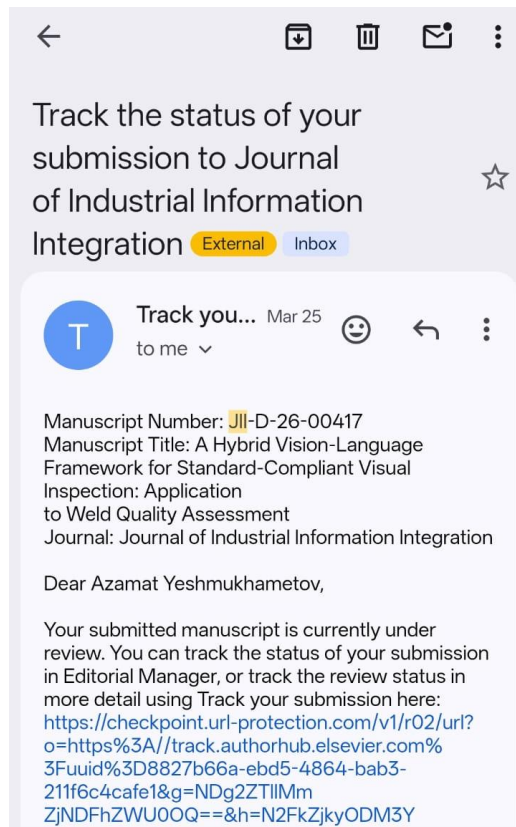 Track the status of your
submission to Journal
of Industrial Information
Integration External Inbox
T
Track you... Mar 25
to me
Manuscript Number: JII-D-26-00417
Manuscript Title: A Hybrid Vision-Language
Framework for Standard-Compliant Visual
Inspection: Application
to Weld Quality Assessment
Journal: Journal of Industrial Information Integration
Dear Azamat Yeshmukhametov,
Your submitted manuscript is currently under
review. You can track the status of your submission
in Editorial Manager, or track the review status in
more detail using Track your submission here:
https://checkpoint.url-protection.com/v1/r02/url?
o=https%3A//track.authorhub.elsevier.com%
3Fuuid%3D8827b66a-ebd5-4864-bab3-
211f6c4cafe1&g=NDg2ZTllMm
ZjNDFhZWU0OQ==&h=N2FkZjkyODM3Y